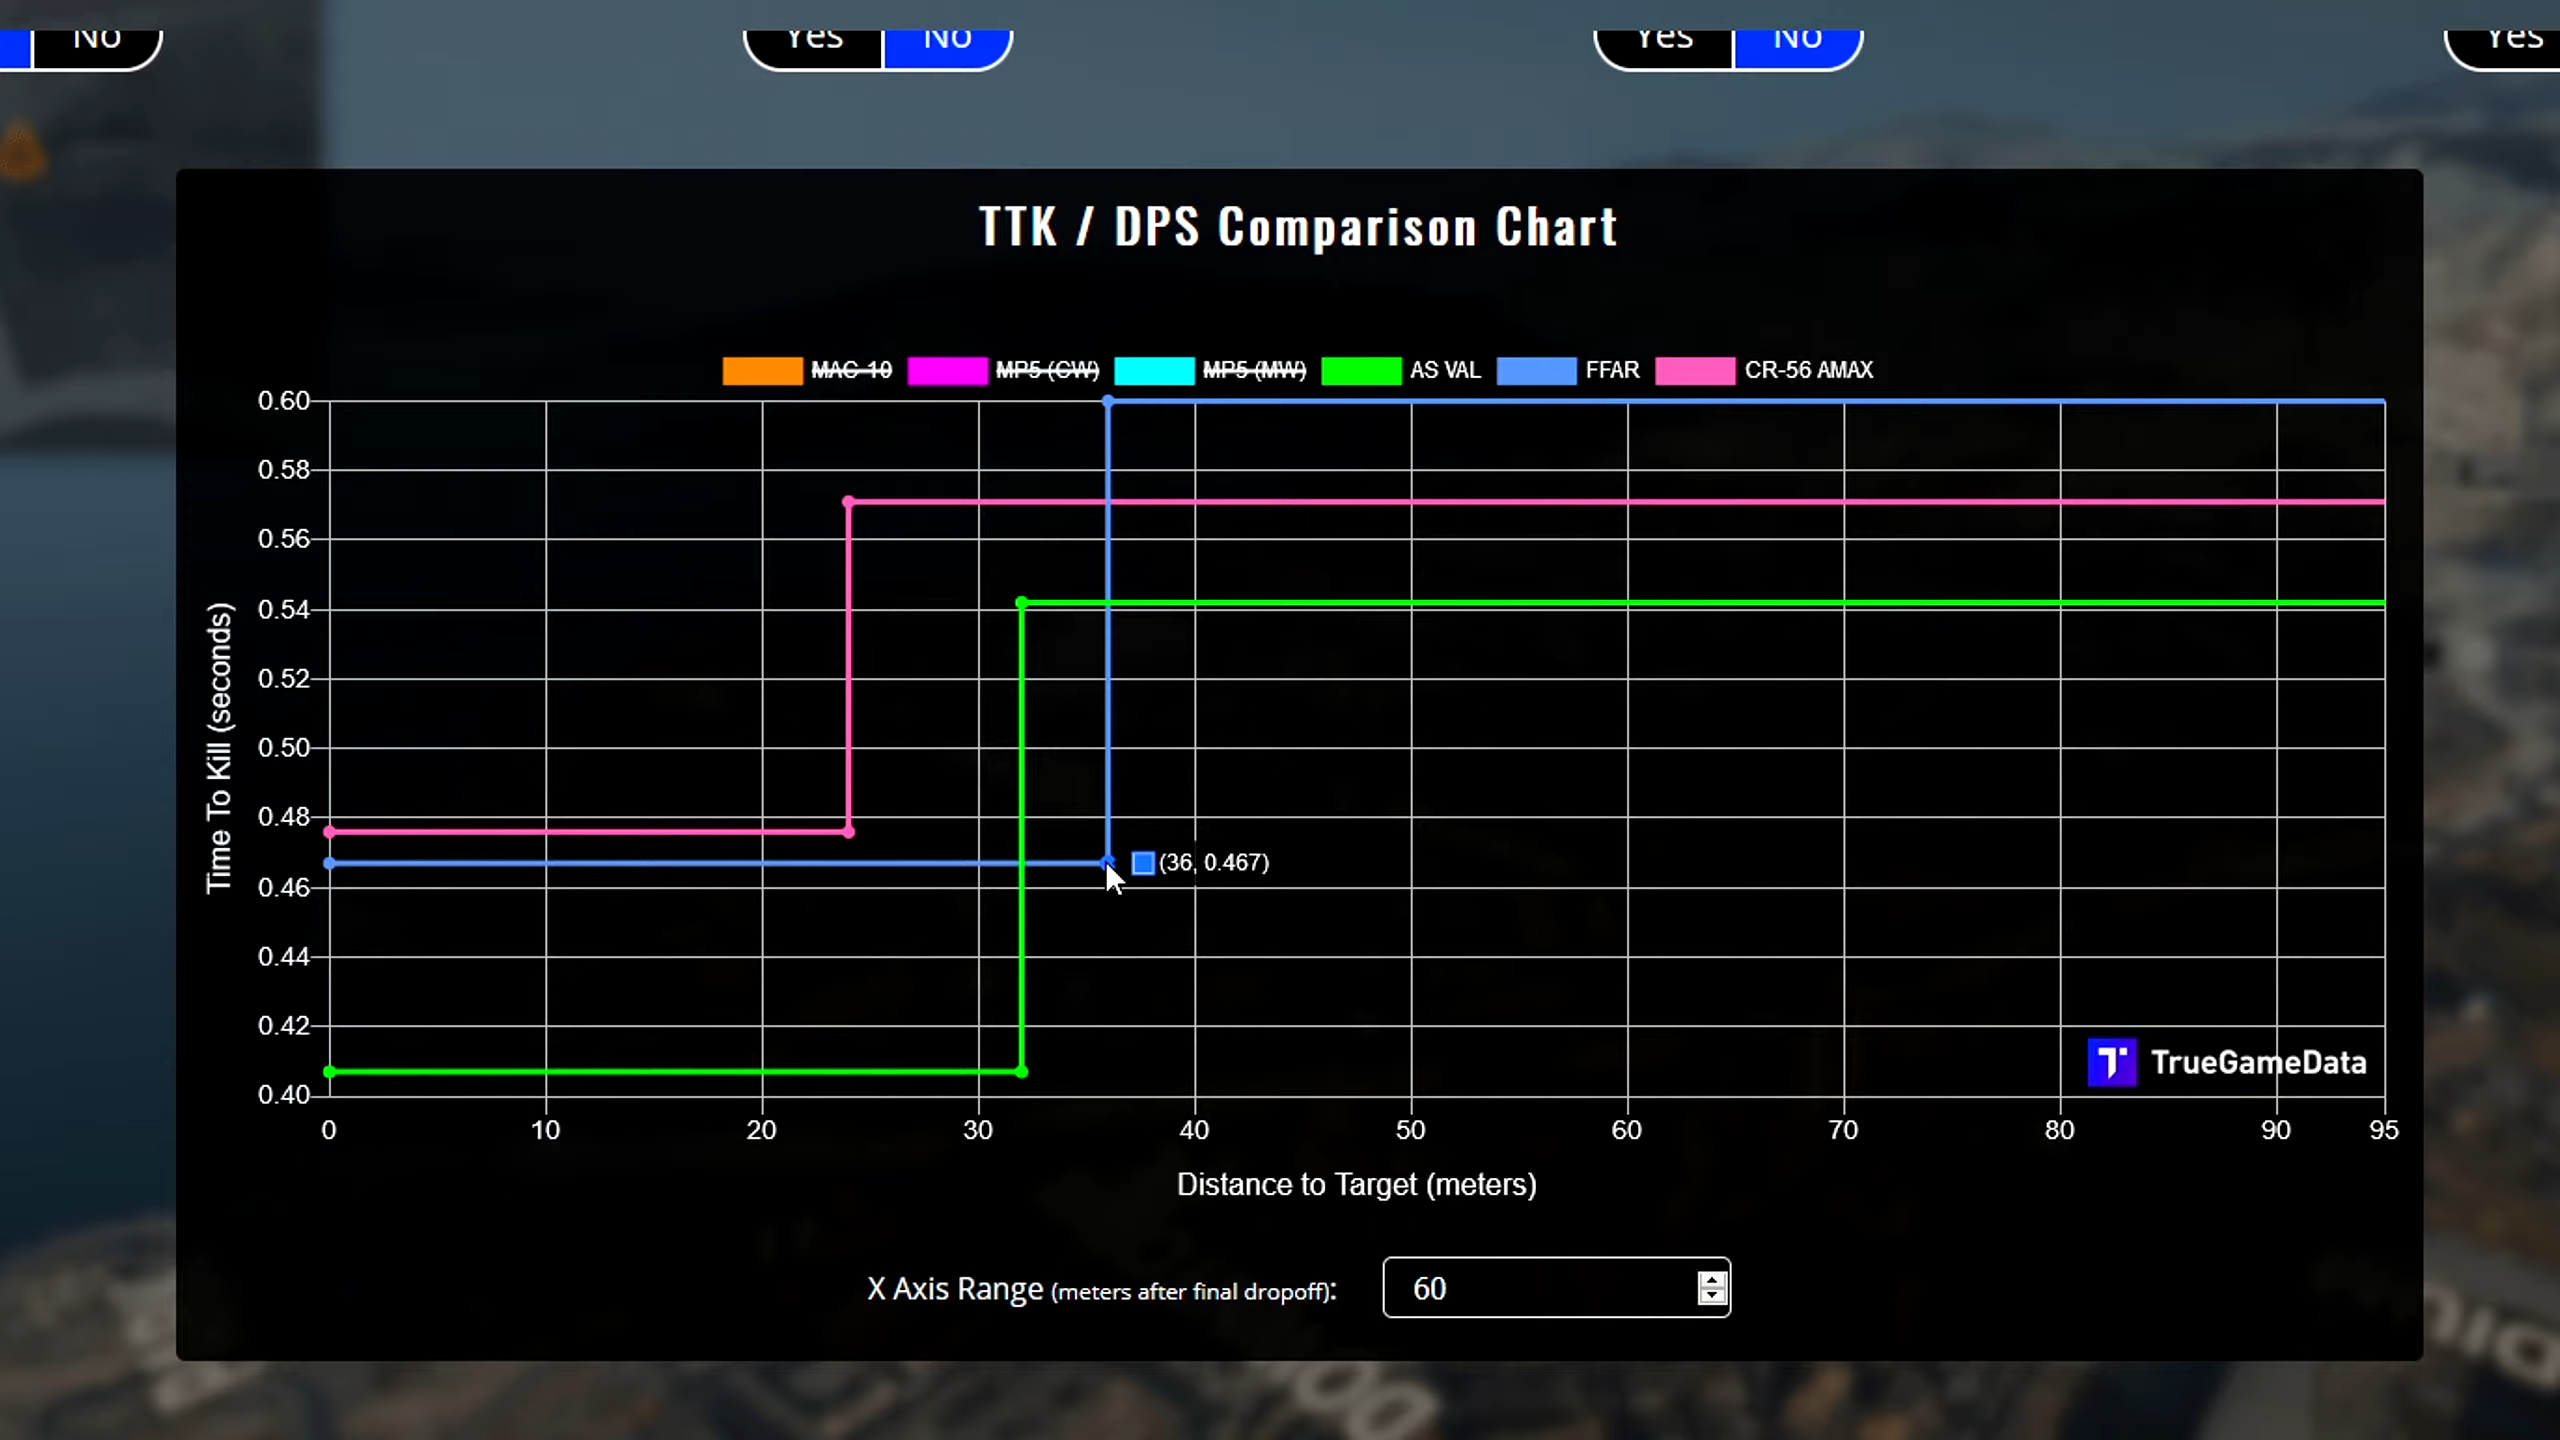 No Yes No Yes No Yes
TTK / DPS Comparison Chart
MAC-10 MP5 (CW) MP5 (MW) AS VAL FFAR CR-56 AMAX
0.60
0.58
0.56
0.54
0.52
0.50
0.48
0.46
0.44
0.42
0.40
Time To Kill (seconds)
(36, 0.467)
TrueGameData
0 10 20 30 40 50 60 70 80 90 95
Distance to Target (meters)
X Axis Range (meters after final dropoff): 60